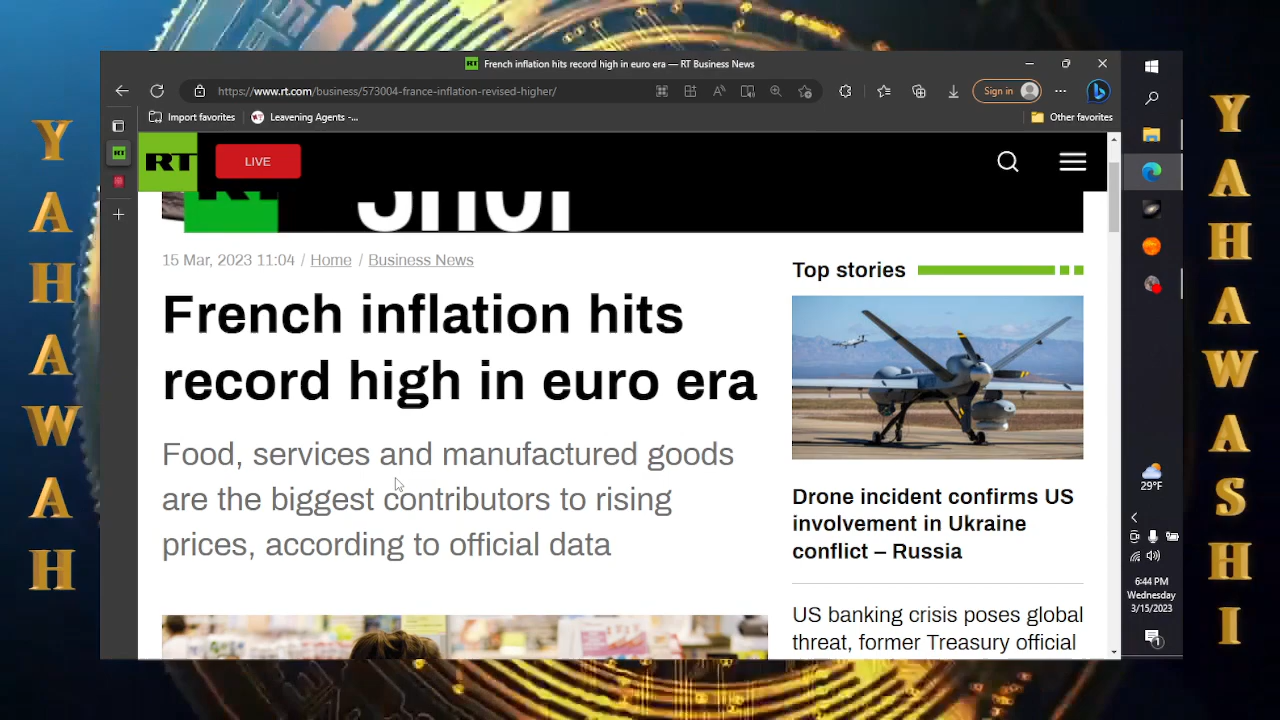 YAHAWAH
French inflation hits record high in euro era — RT Business News
https://www.rt.com/business/573004-france-inflation-revised-higher/
Sign in
Import favorites
Leavening Agents -...
Other favorites
RT
LIVE
15 Mar, 2023 11:04 / Home / Business News
French inflation hits
record high in euro era
Food, services and manufactured goods
are the biggest contributors to rising
prices, according to official data
Top stories
Drone incident confirms US
involvement in Ukraine
conflict – Russia
US banking crisis poses global
threat, former Treasury official
29°F
6:44 PM
Wednesday
3/15/2023
1
YAHAWASHI